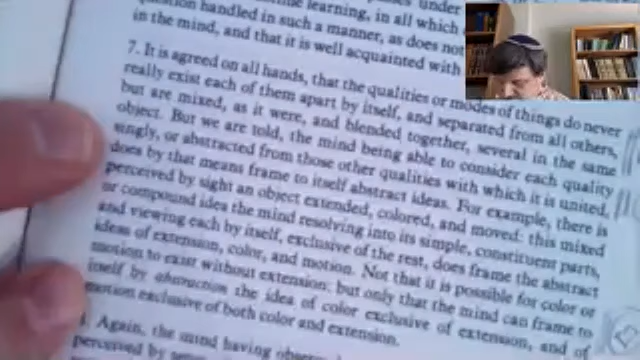 under
learning, in all which
handled in such a manner, as does not
in the mind, and that it is well acquainted with
7. It is agreed on all hands, that the qualities or modes of things do never
really exist each of them apart by itself, and separated from all others,
but are mixed, as it were, and blended together, several in the same
object. But we are told, the mind being able to consider each quality
singly, or abstracted from those other qualities with which it is united,
does by that means frame to itself abstract ideas. For example, there is
perceived by sight an object extended, colored, and moved: this mixed
or compound idea the mind resolving into its simple, constituent parts,
and viewing each by itself, exclusive of the rest, does frame the abstract
ideas of extension, color, and motion. Not that it is possible for color or
motion to exist without extension: but only that the mind can frame to
itself by abstraction the idea of color exclusive of extension, and of
motion exclusive of both color and extension.
Again, the mind having
perceived by